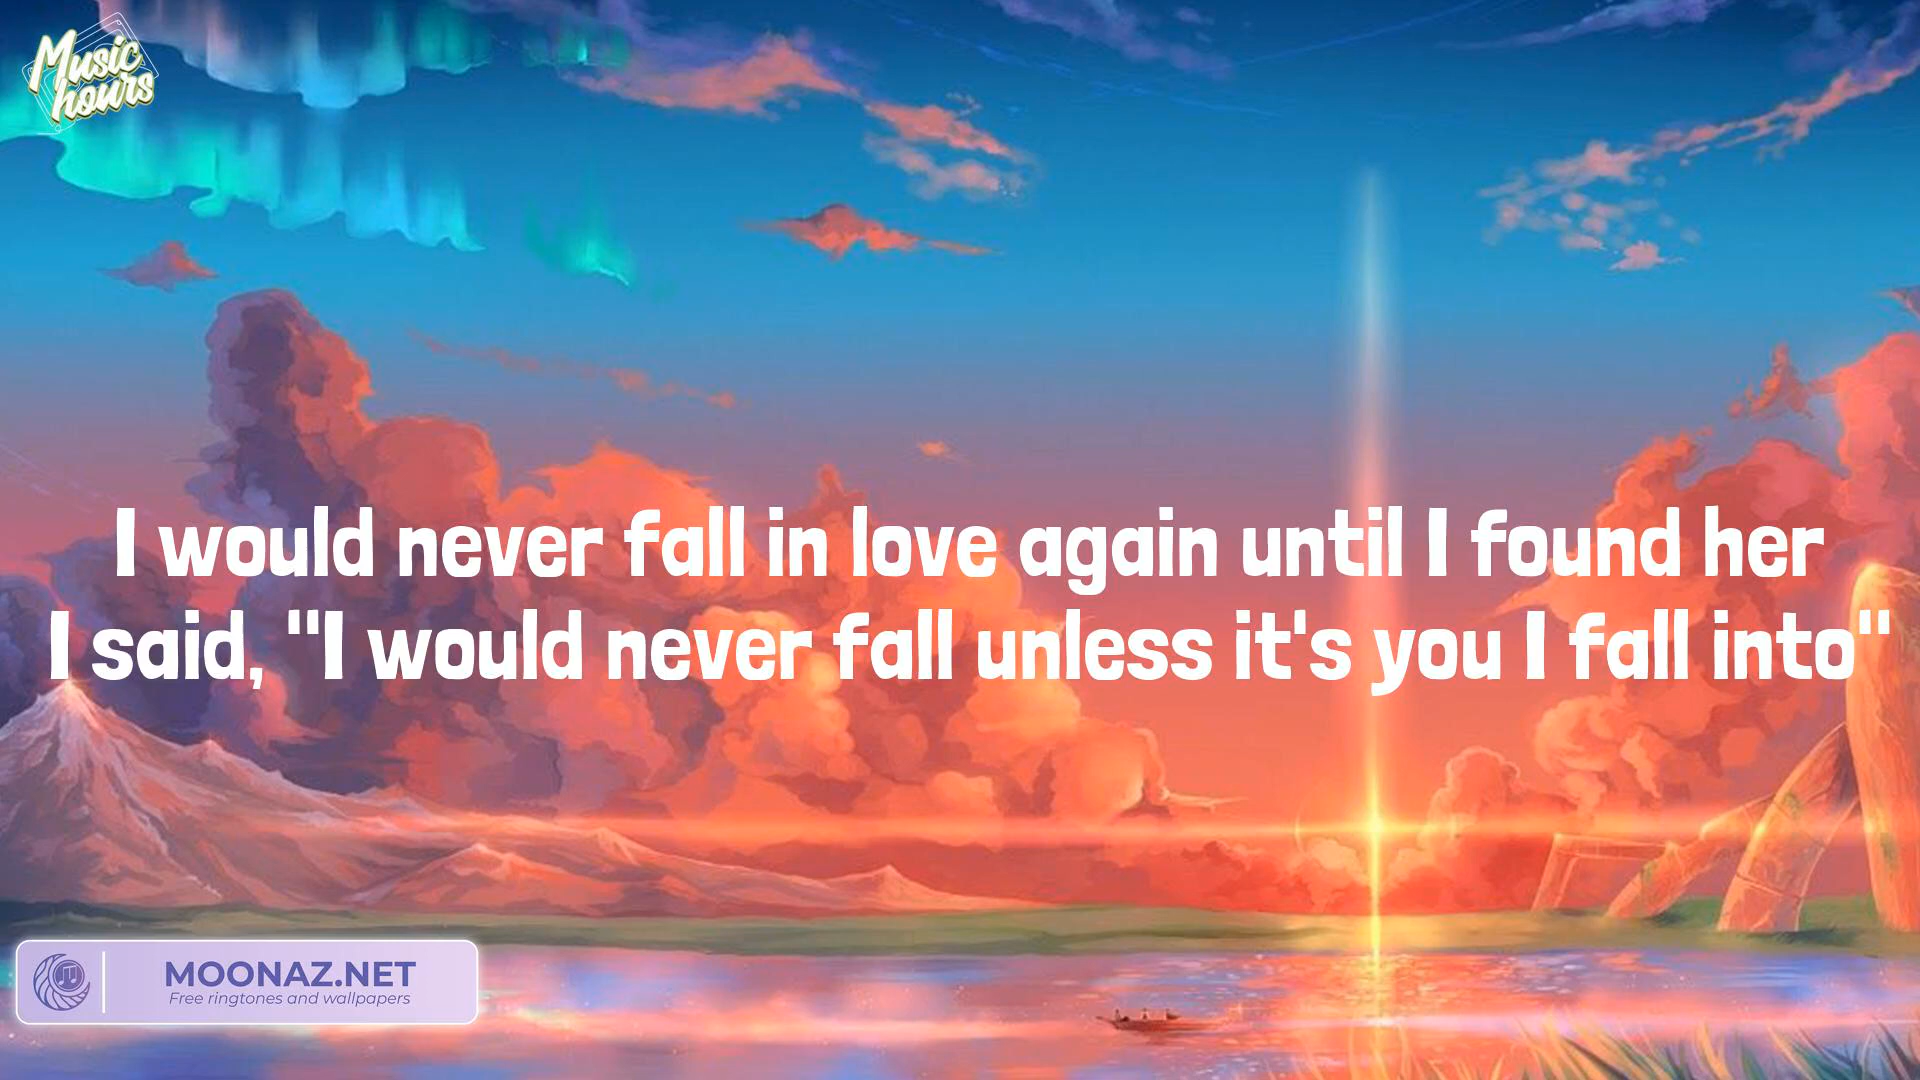 Music
hours
I would never fall in love again until I found her
I said, "I would never fall unless it's you I fall into"
MOONAZ.NET
Free ringtones and wallpapers